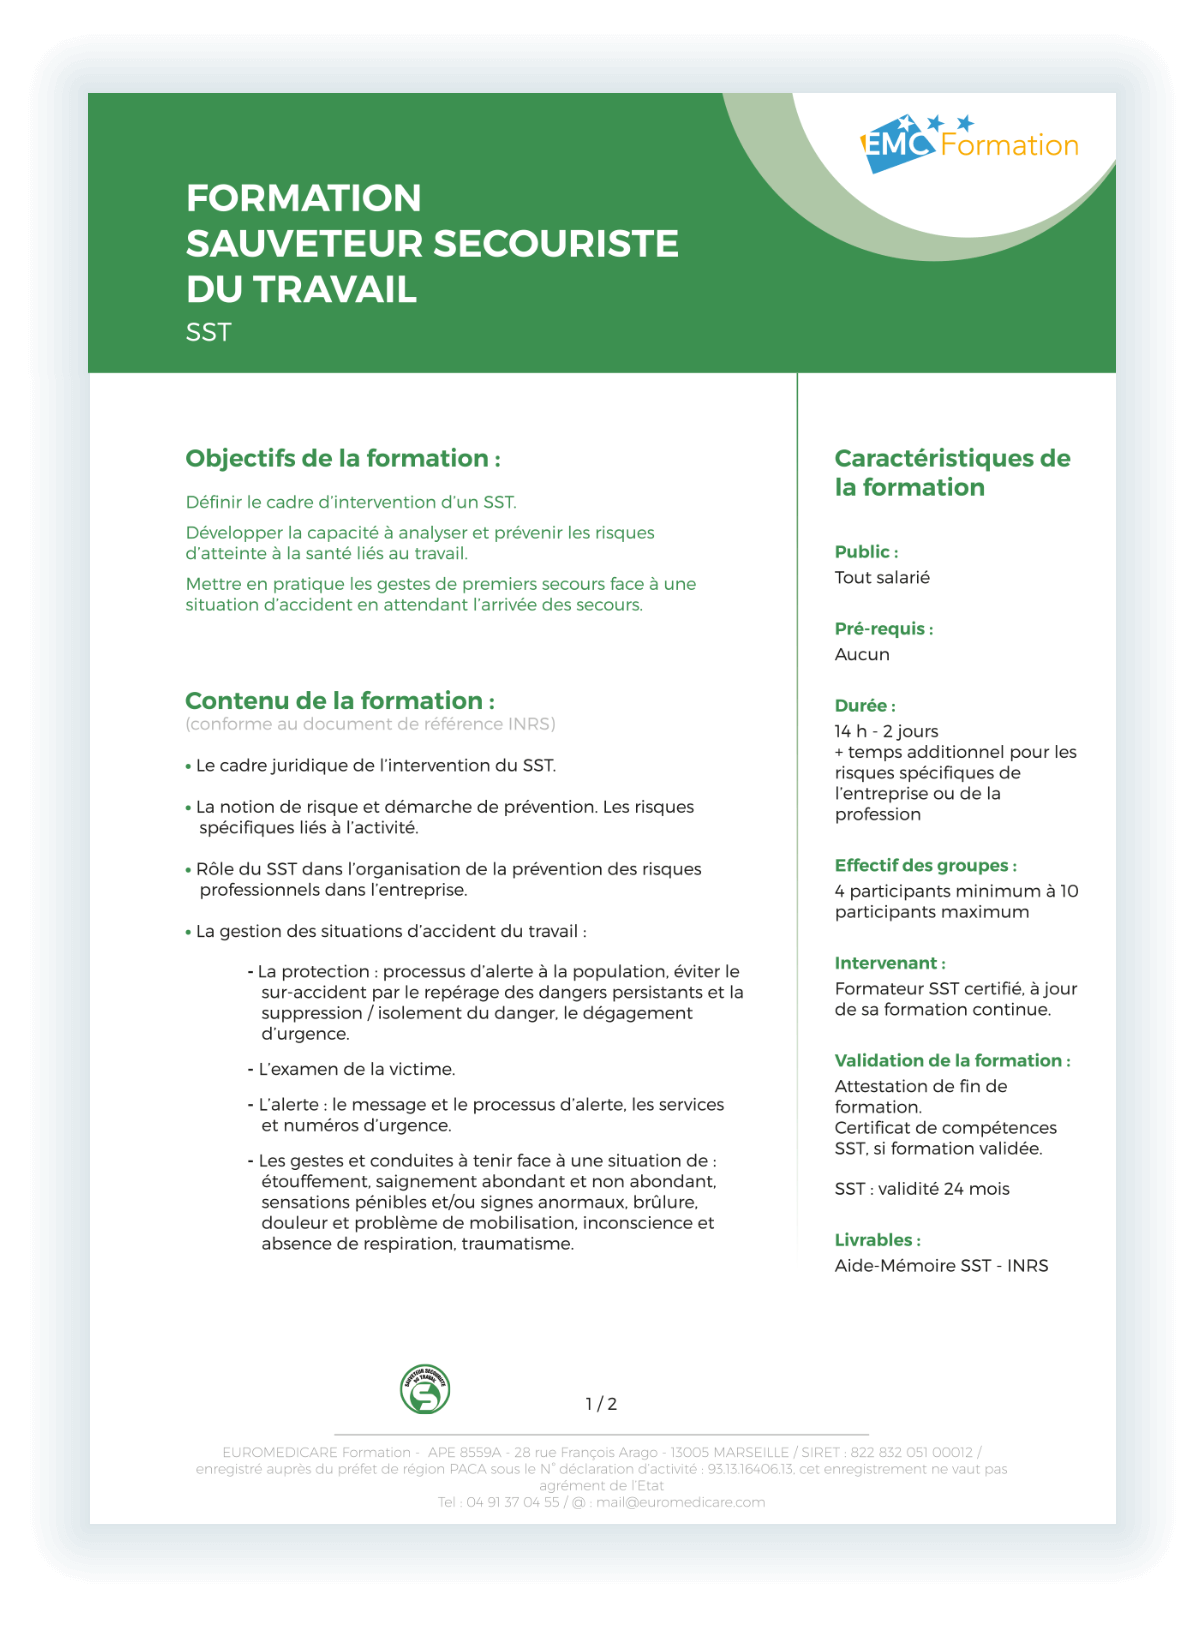 EMC Formation
FORMATION
SAUVETEUR SECOURISTE
DU TRAVAIL
SST
Objectifs de la formation :
Définir le cadre d’intervention d’un SST.
Développer la capacité à analyser et prévenir les risques
d’atteinte à la santé liés au travail.
Mettre en pratique les gestes de premiers secours face à une
situation d’accident en attendant l’arrivée des secours.
Contenu de la formation :
(conforme au document de référence INRS)
• Le cadre juridique de l’intervention du SST.
• La notion de risque et démarche de prévention. Les risques
spécifiques liés à l’activité.
• Rôle du SST dans l’organisation de la prévention des risques
professionnels dans l’entreprise.
• La gestion des situations d’accident du travail :
- La protection : processus d’alerte à la population, éviter le
sur-accident par le repérage des dangers persistants et la
suppression / isolement du danger, le dégagement
d’urgence.
- L’examen de la victime.
- L’alerte : le message et le processus d’alerte, les services
et numéros d’urgence.
- Les gestes et conduites à tenir face à une situation de :
étouffement, saignement abondant et non abondant,
sensations pénibles et/ou signes anormaux, brûlure,
douleur et problème de mobilisation, inconscience et
absence de respiration, traumatisme.
Caractéristiques de
la formation
Public :
Tout salarié
Pré-requis :
Aucun
Durée :
14 h - 2 jours
+ temps additionnel pour les
risques spécifiques de
l’entreprise ou de la
profession
Effectif des groupes :
4 participants minimum à 10
participants maximum
Intervenant :
Formateur SST certifié, à jour
de sa formation continue.
Validation de la formation :
Attestation de fin de
formation.
Certificat de compétences
SST, si formation validée.
SST : validité 24 mois
Livrables :
Aide-Mémoire SST - INRS
SAUVETEUR SECOURISTE
DU TRAVAIL
1 / 2
EUROMEDICARE Formation - APE 8559A - 28 rue François Arago - 13005 MARSEILLE / SIRET : 822 832 051 00012 /
enregistré auprès du préfet de région PACA sous le N° déclaration d’activité : 93.13.16406.13, cet enregistrement ne vaut pas
agrément de l’Etat
Tel : 04 91 37 04 55 / @ : mail@euromedicare.com